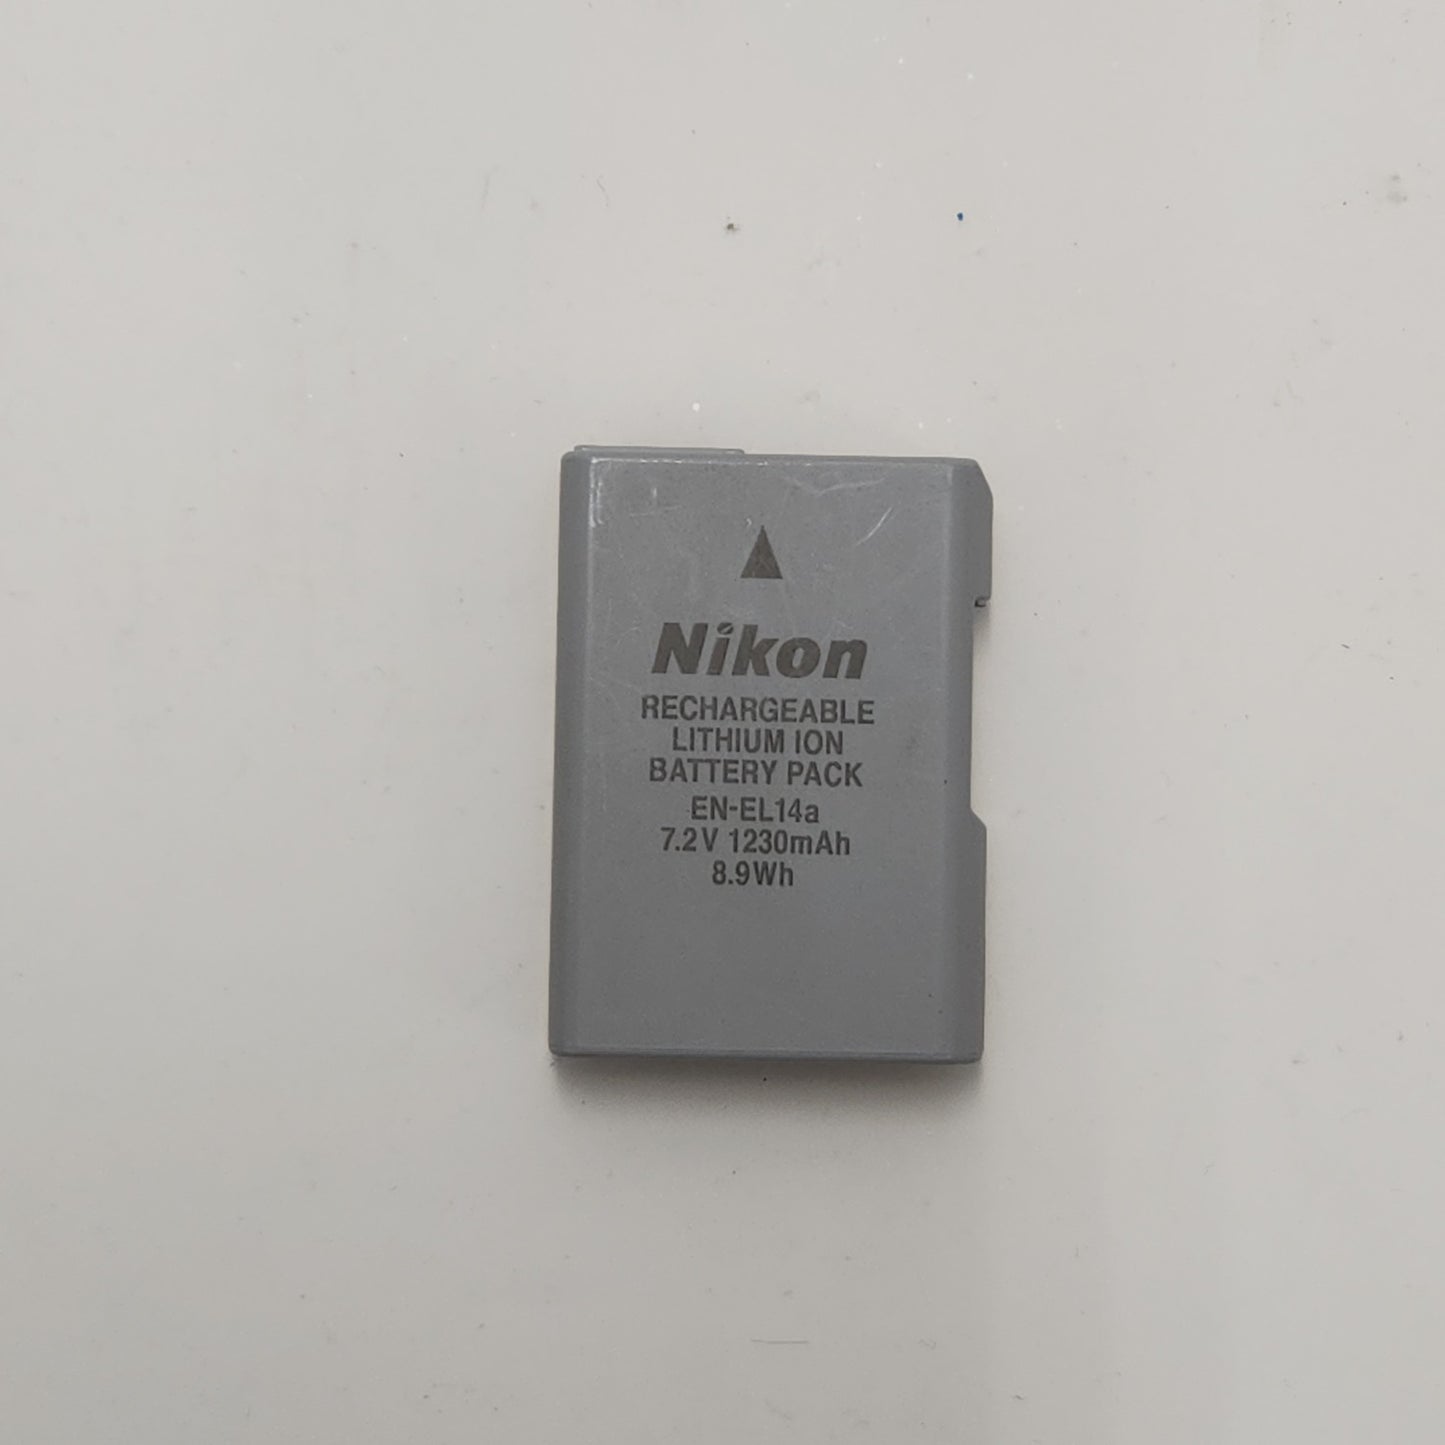 Nikon
RECHARGEABLE
LITHIUM ION
BATTERY PACK
EN-EL14a
7.2V 1230mAh
8.9Wh